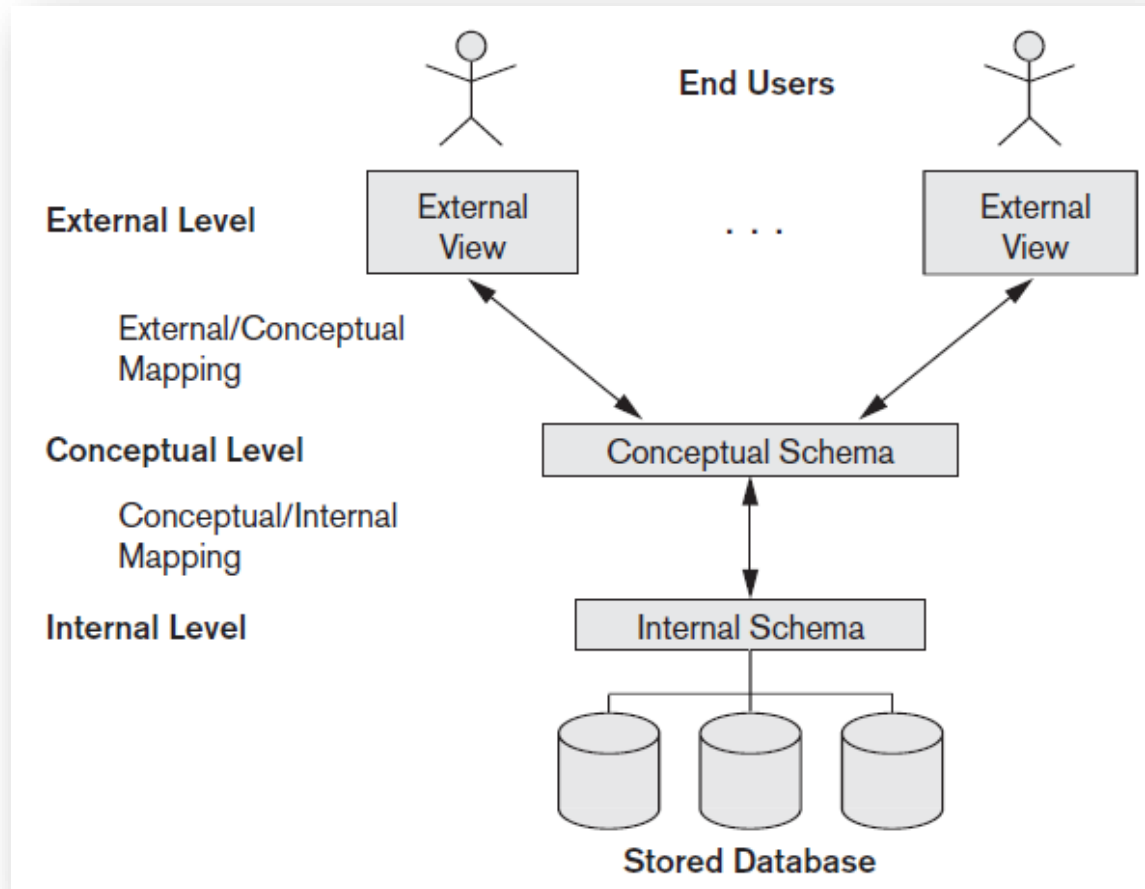 End Users
External Level
External
View
. . .
External
View
External/Conceptual
Mapping
Conceptual Level
Conceptual Schema
Conceptual/Internal
Mapping
Internal Level
Internal Schema
Stored Database